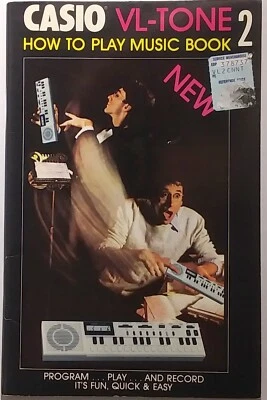 CASIO VL-TONE
HOW TO PLAY MUSIC BOOK 2
NEW
PROGRAM . . . PLAY . . . AND RECORD
IT'S FUN, QUICK & EASY